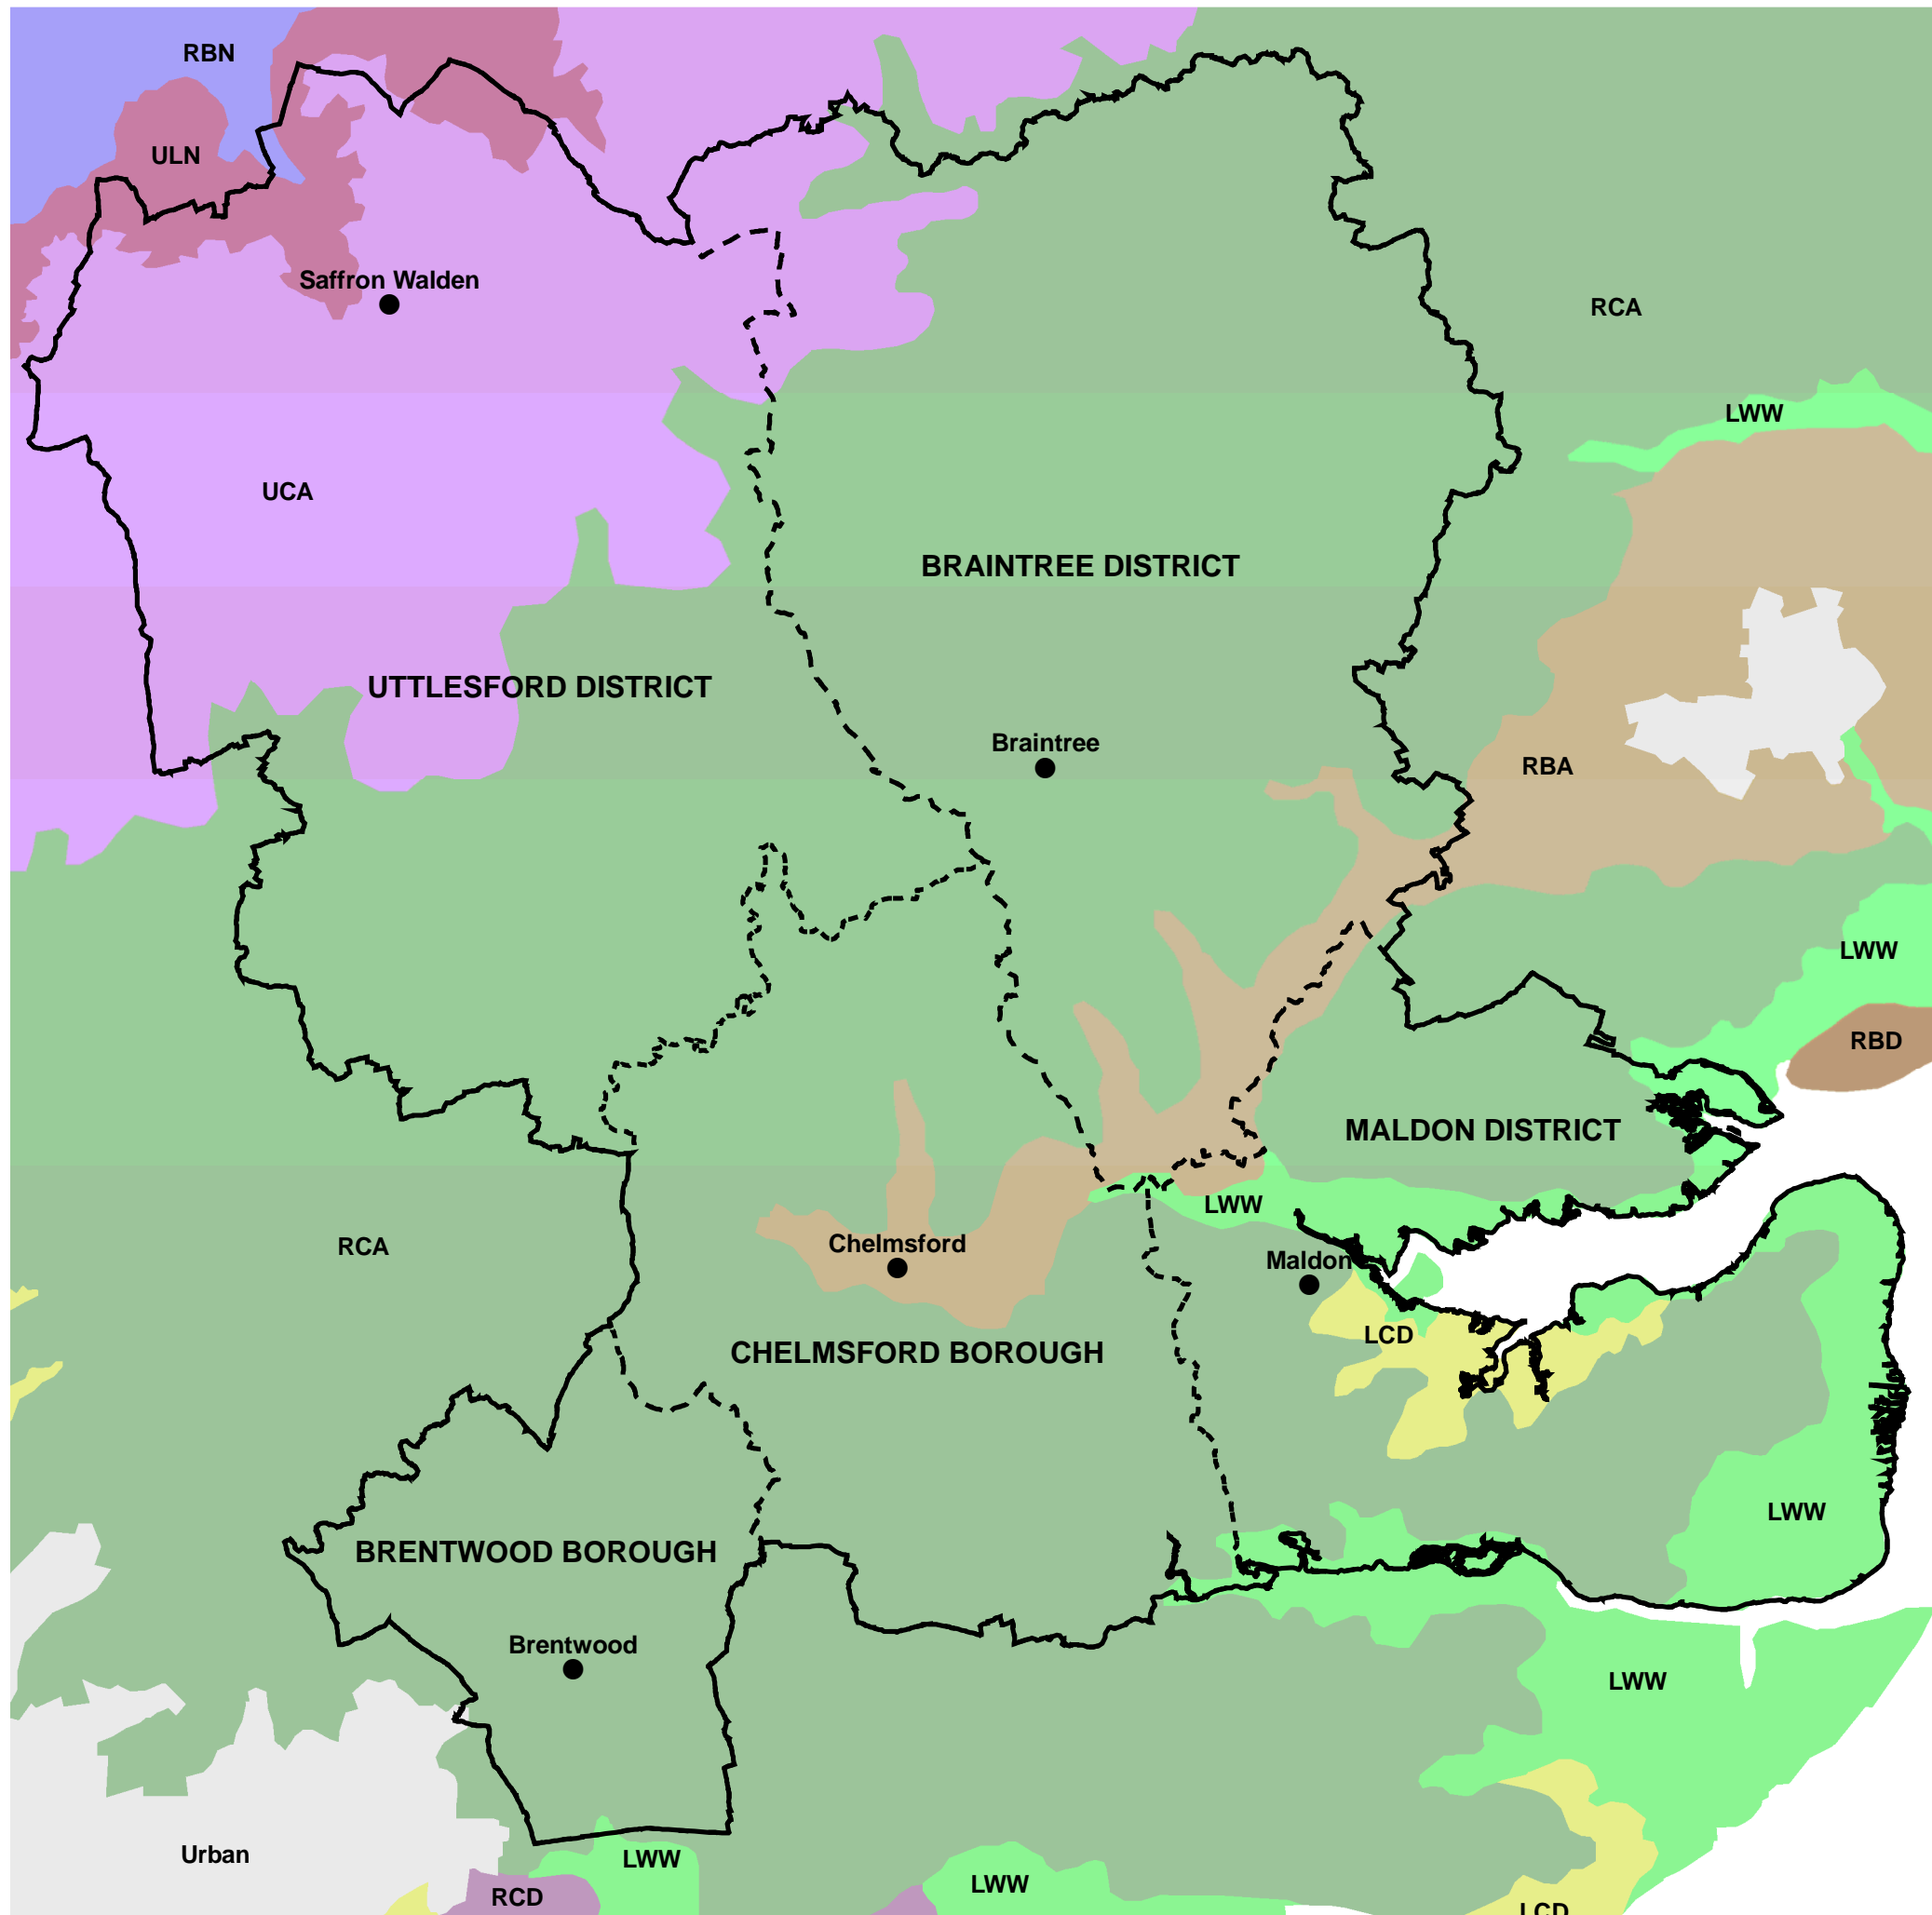 RBN
ULN
Saffron Walden
RCA
LWW
UCA
BRAINTREE DISTRICT
UTTLESFORD DISTRICT
Braintree
RBA
LWW
RBD
MALDON DISTRICT
LWW
RCA
Chelmsford
Maldon
LCD
CHELMSFORD BOROUGH
LWW
BRENTWOOD BOROUGH
Brentwood
LWW
Urban
LWW
RCD
LWW
LCD